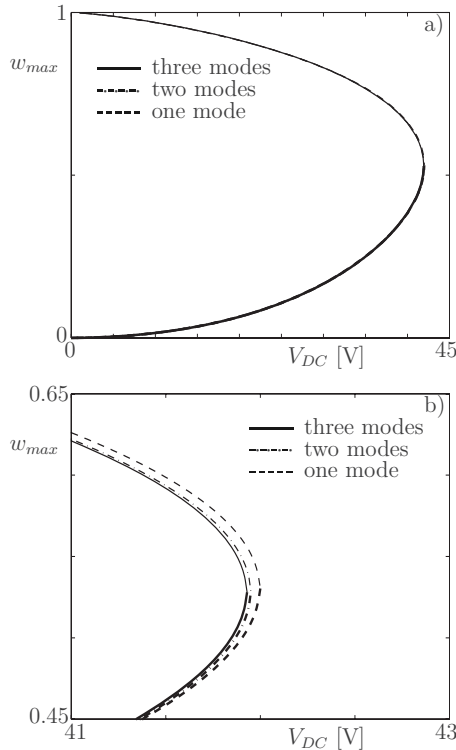 1
a)
w_max
three modes
two modes
one mode
0
0
V_DC [V]
45
0.65
b)
w_max
three modes
two modes
one mode
0.45
41
V_DC [V]
43